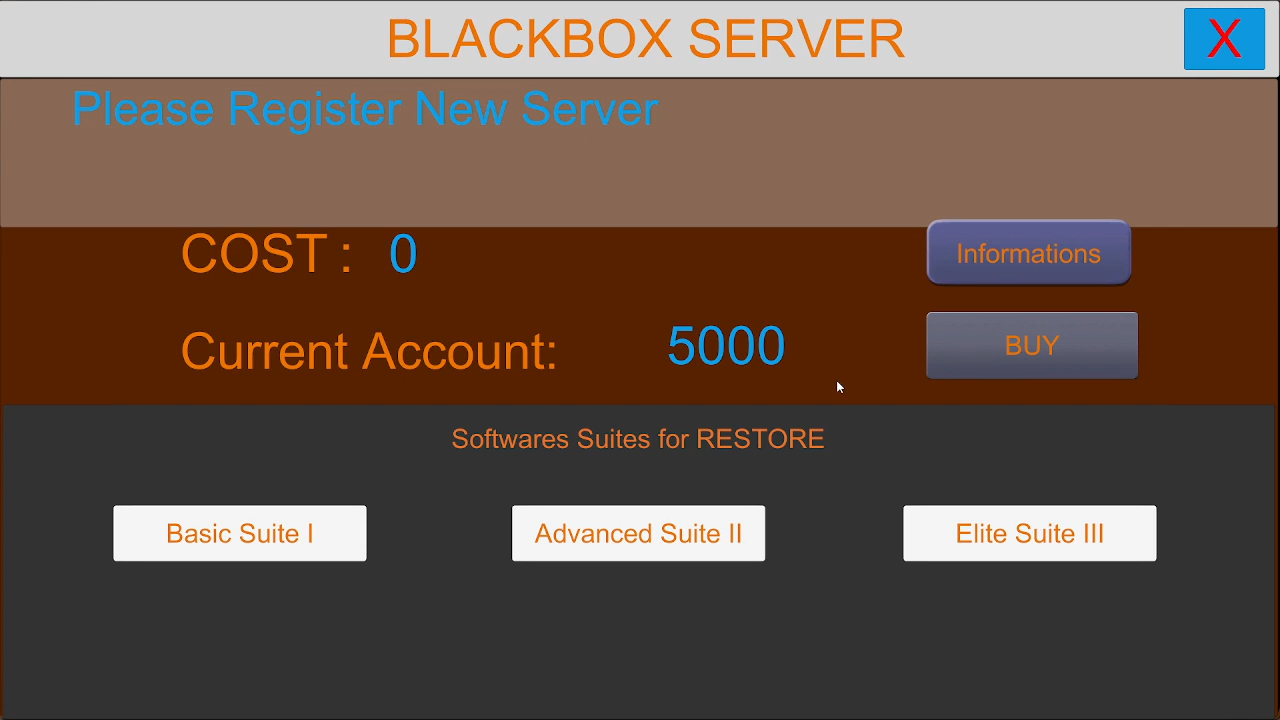 BLACKBOX SERVER
X
Please Register New Server
COST : 0
Informations
Current Account: 5000
BUY
Softwares Suites for RESTORE
Basic Suite I
Advanced Suite II
Elite Suite III